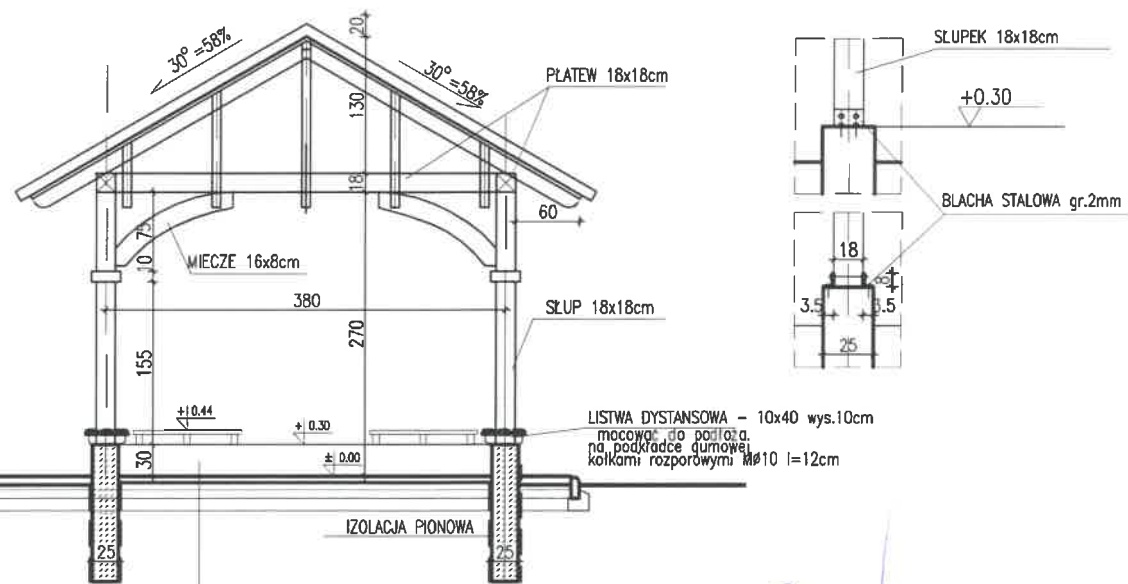 20
30° =58%
30° =58%
130
PŁATEW 18x18cm
18
75
60
10
MIECZE 16x8cm
380
SŁUP 18x18cm
270
155
+|0.44
+|0.30
LISTWA DYSTANSOWA – 10x40 wys.10cm
mocować do podłoża.
na podkładce gumowej
kołkami rozporowymi MØ10 l=12cm
30
± 0.00
IZOLACJA PIONOWA
25
25
SŁUPEK 18x18cm
+0.30
BLACHA STALOWA gr.2mm
18
8
3.5
3.5
25